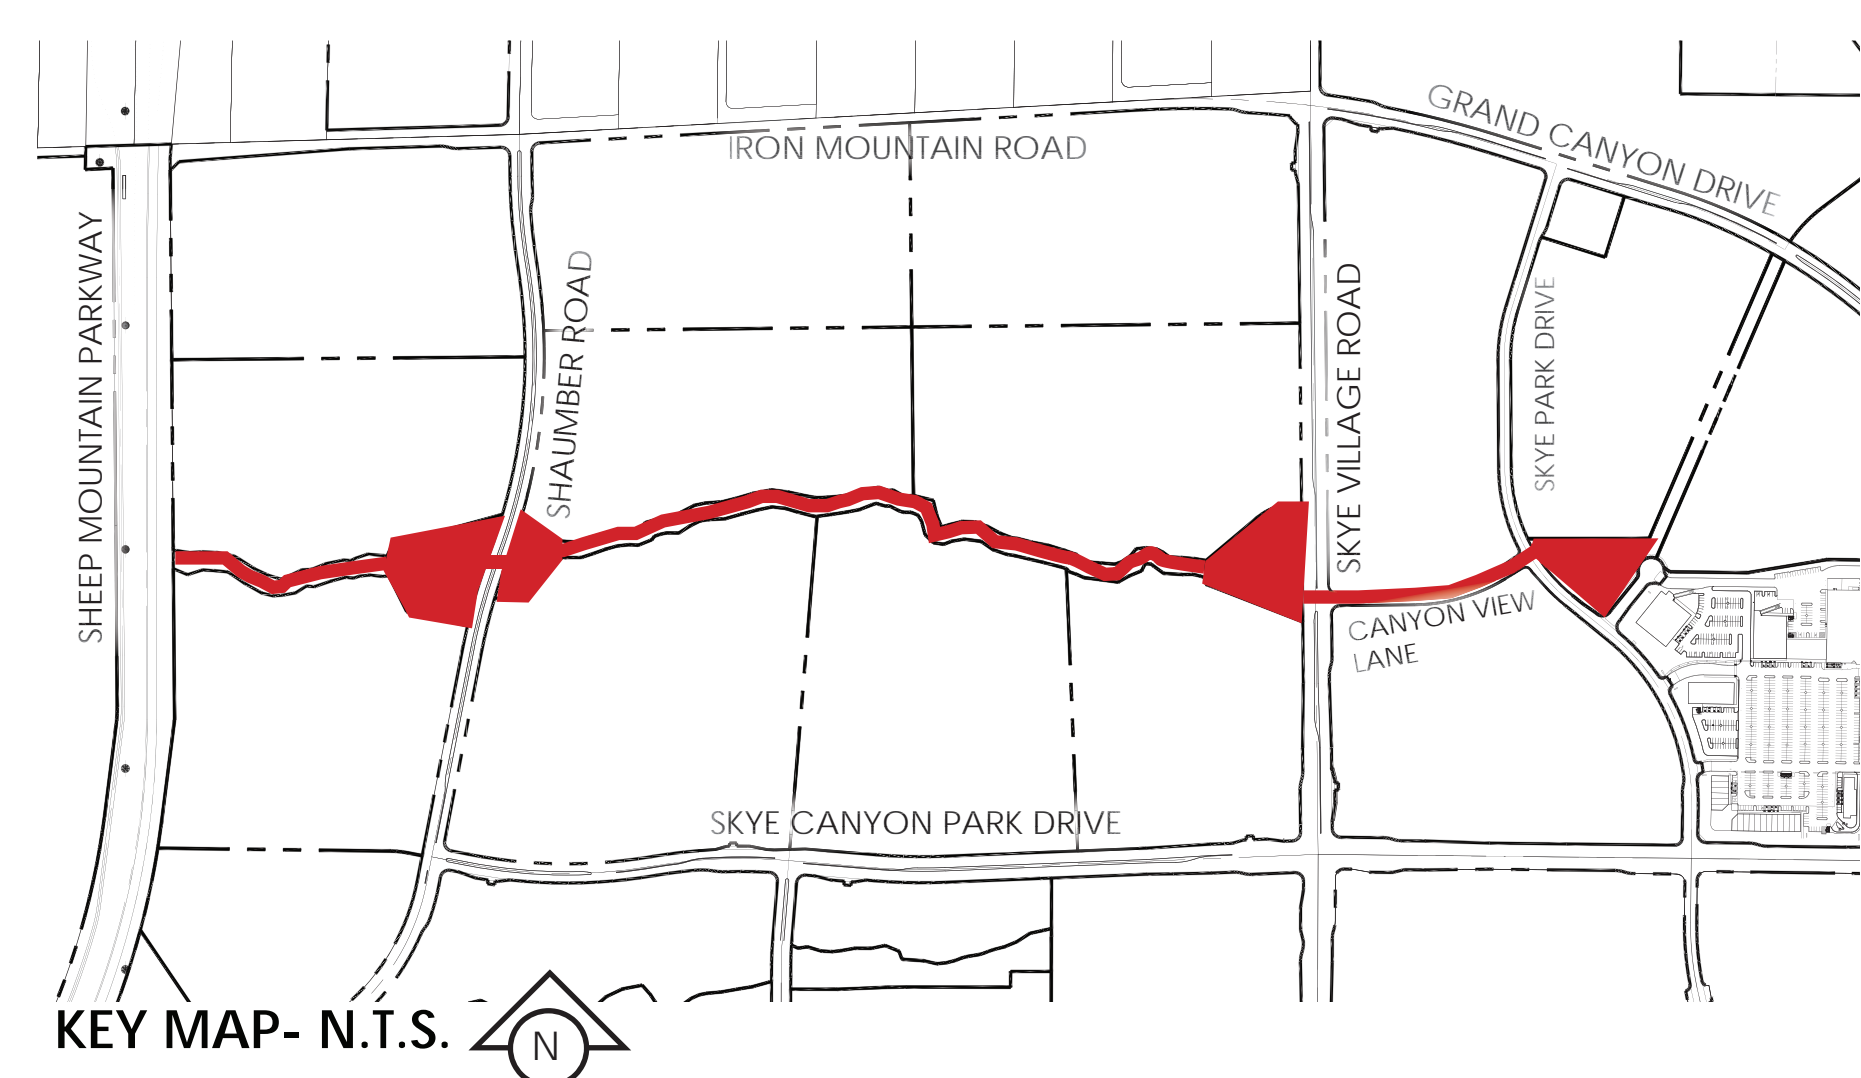 GRAND CANYON DRIVE
IRON MOUNTAIN ROAD
SHEEP MOUNTAIN PARKWAY
SHAUMBER ROAD
SKYE VILLAGE ROAD
SKYE PARK DRIVE
CANYON VIEW
LANE
SKYE CANYON PARK DRIVE
KEY MAP- N.T.S.
N